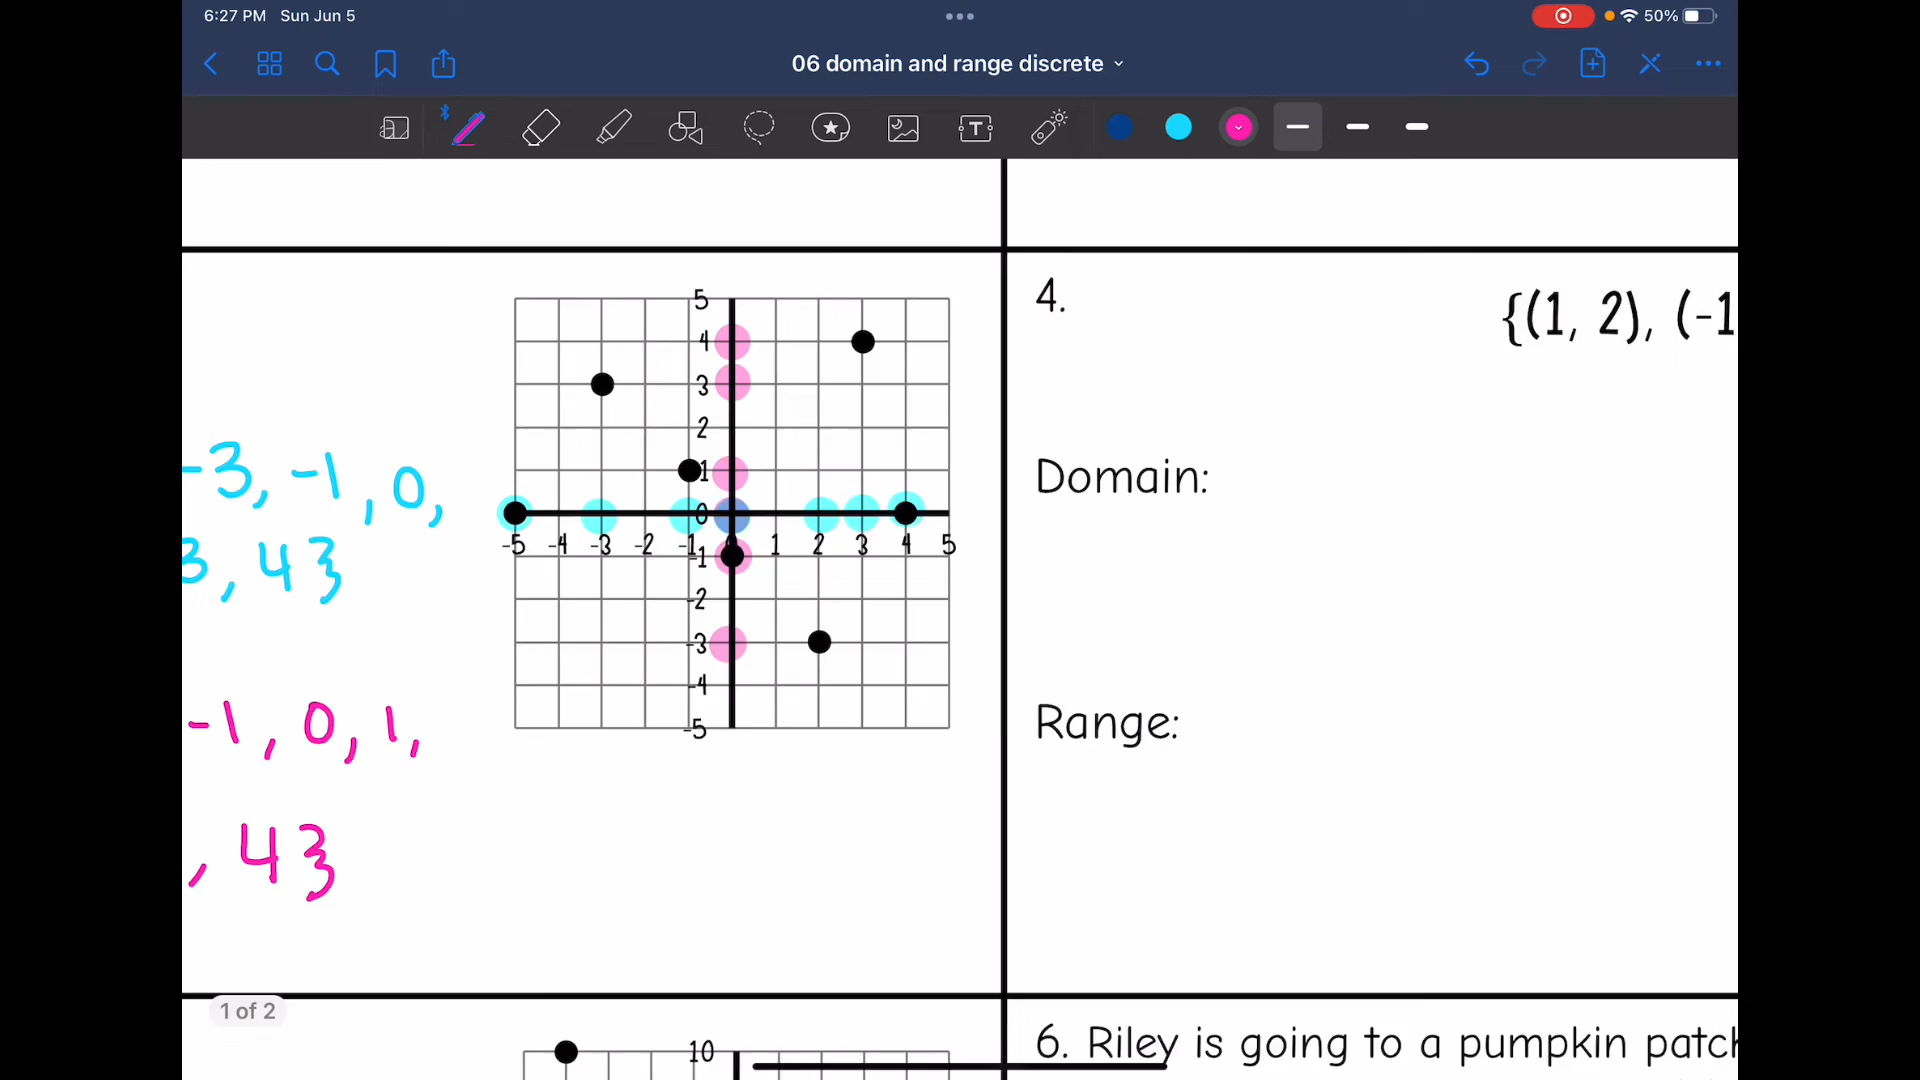 6:27 PM Sun Jun 5
50%
06 domain and range discrete
T
4.
{(1, 2), (-1
5
4
3
2
1
0
-5 -4 -3 -2 -1 0 1 2 3 4 5
-1
-2
-3
-4
-5
-3, -1, 0,
3, 4}
-1, 0, 1,
, 4}
Domain:
Range:
1 of 2
10
6. Riley is going to a pumpkin patch